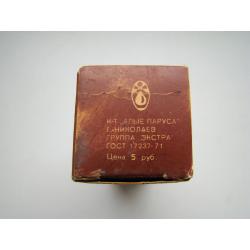 К-Т „АЛЫЕ ПАРУСА"
Г. НИКОЛАЕВ
ГРУППА „ЭКСТРА"
ГОСТ 17237-71
Цена 5 руб.